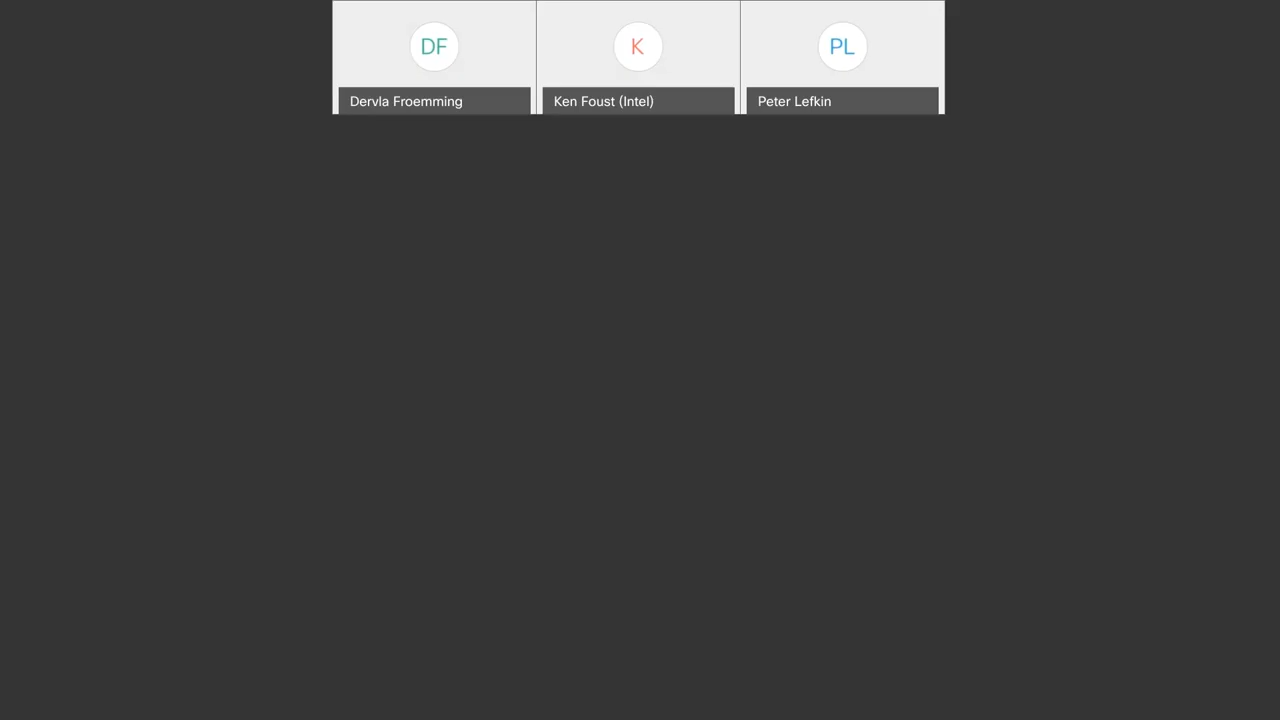 DF
Dervla Froemming
K
Ken Foust (Intel)
PL
Peter Lefkin